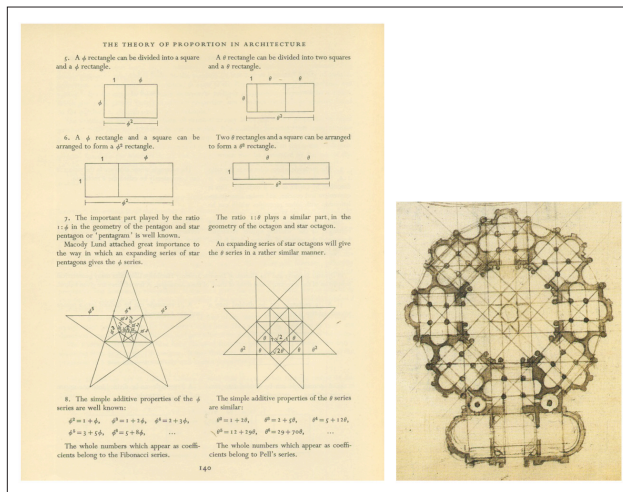 THE THEORY OF PROPORTION IN ARCHITECTURE
5. A ϕ rectangle can be divided into a square
and a ϕ rectangle.
1 ϕ
ϕ
ϕ²
6. A ϕ rectangle and a square can be
arranged to form a ϕ² rectangle.
1 ϕ
1
ϕ²
7. The important part played by the ratio
1:ϕ in the geometry of the pentagon and star
pentagon or 'pentagram' is well known.
Macody Lund attached great importance to
the way in which an expanding series of star
pentagons gives the ϕ series.
8. The simple additive properties of the ϕ
series are well known:
ϕ²=1+ϕ, ϕ³=1+2ϕ, ϕ⁴=2+3ϕ,
ϕ⁵=3+5ϕ, ϕ⁶=5+8ϕ, ...
The whole numbers which appear as coeffi-
cients belong to the Fibonacci series.
A θ rectangle can be divided into two squares
and a θ rectangle.
1 θ θ
θ
θ²
Two θ rectangles and a square can be arranged
to form a θ² rectangle.
θ θ
1
θ²
The ratio 1:θ plays a similar part in the
geometry of the octagon and star octagon.
An expanding series of star octagons will give
the θ series in a rather similar manner.
The simple additive properties of the θ series
are similar:
θ²=1+2θ, θ³=2+5θ, θ⁴=5+12θ,
θ⁵=12+29θ, θ⁶=29+70θ, ...
The whole numbers which appear as coeffi-
cients belong to Pell's series.
140